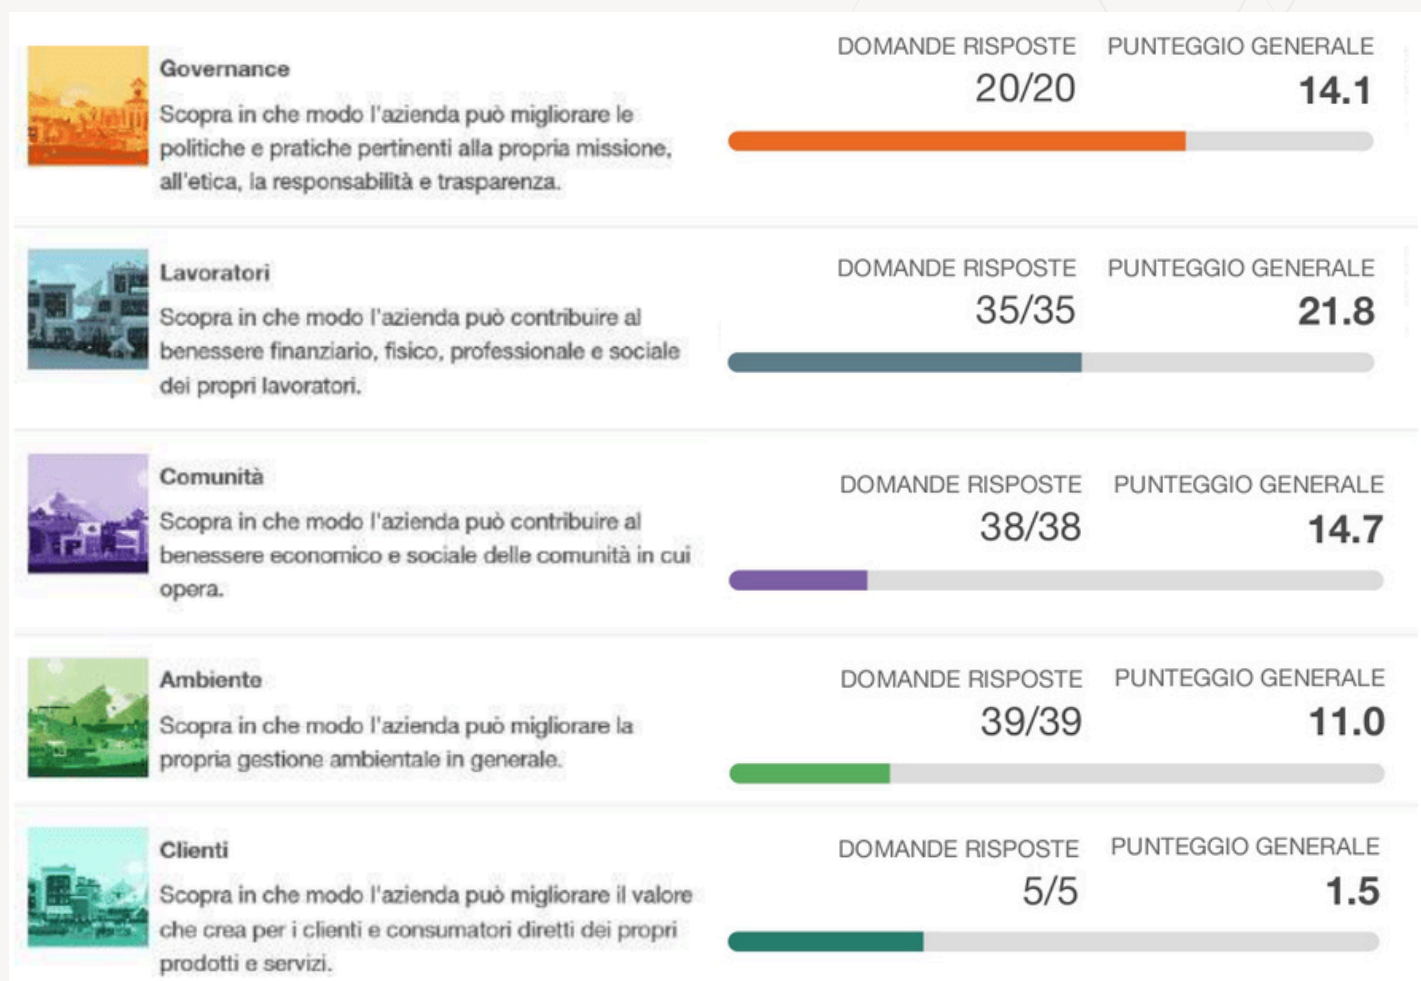 Governance
Scopra in che modo l'azienda può migliorare le
politiche e pratiche pertinenti alla propria missione,
all'etica, la responsabilità e trasparenza.
DOMANDE RISPOSTE
20/20
PUNTEGGIO GENERALE
14.1
Lavoratori
Scopra in che modo l'azienda può contribuire al
benessere finanziario, fisico, professionale e sociale
dei propri lavoratori.
DOMANDE RISPOSTE
35/35
PUNTEGGIO GENERALE
21.8
Comunità
Scopra in che modo l'azienda può contribuire al
benessere economico e sociale delle comunità in cui
opera.
DOMANDE RISPOSTE
38/38
PUNTEGGIO GENERALE
14.7
Ambiente
Scopra in che modo l'azienda può migliorare la
propria gestione ambientale in generale.
DOMANDE RISPOSTE
39/39
PUNTEGGIO GENERALE
11.0
Clienti
Scopra in che modo l'azienda può migliorare il valore
che crea per i clienti e consumatori diretti dei propri
prodotti e servizi.
DOMANDE RISPOSTE
5/5
PUNTEGGIO GENERALE
1.5